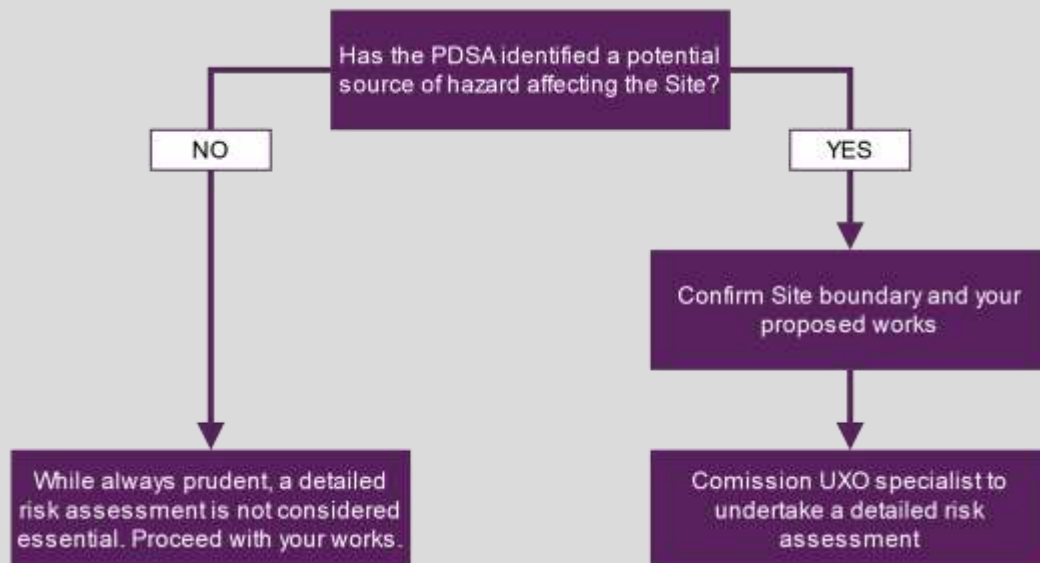 Has the PDSA identified a potential
source of hazard affecting the Site?
NO
YES
Confirm Site boundary and your
proposed works
While always prudent, a detailed
risk assessment is not considered
essential. Proceed with your works.
Comission UXO specialist to
undertake a detailed risk
assessment